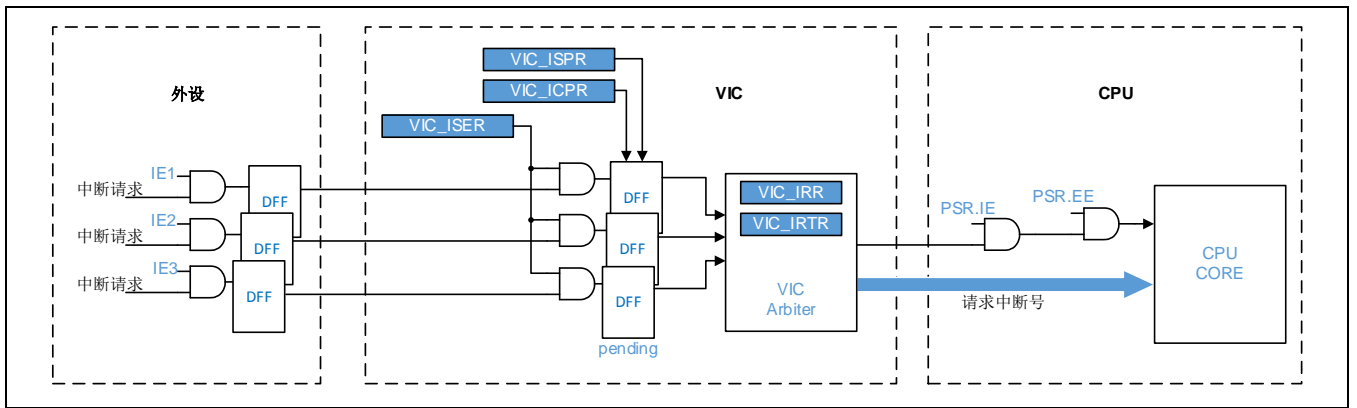 外设
VIC
CPU
VIC_ISPR
VIC_ICPR
VIC_ISER
IE1
中断请求
DFF
IE2
中断请求
DFF
IE3
中断请求
DFF
DFF
DFF
DFF
pending
VIC_IRR
VIC_IRTR
VIC
Arbiter
PSR.IE
PSR.EE
请求中断号
CPU
CORE